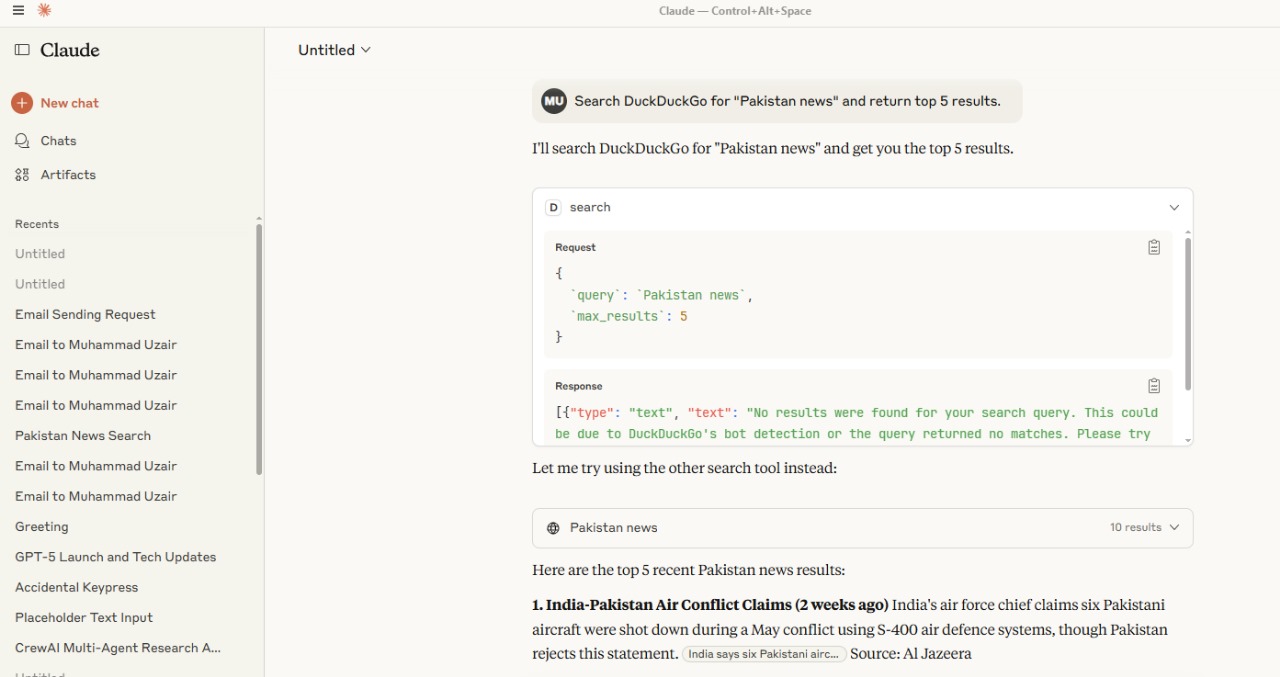 Claude — Control+Alt+Space
Claude
Untitled
New chat
Chats
Artifacts
Recents
Untitled
Untitled
Email Sending Request
Email to Muhammad Uzair
Email to Muhammad Uzair
Email to Muhammad Uzair
Pakistan News Search
Email to Muhammad Uzair
Email to Muhammad Uzair
Greeting
GPT-5 Launch and Tech Updates
Accidental Keypress
Placeholder Text Input
CrewAI Multi-Agent Research A...
Untitled
MU Search DuckDuckGo for "Pakistan news" and return top 5 results.
I'll search DuckDuckGo for "Pakistan news" and get you the top 5 results.
D search
Request
{
`query`: `Pakistan news`,
`max_results`: 5
}
Response
[{"type": "text", "text": "No results were found for your search query. This could
be due to DuckDuckGo's bot detection or the query returned no matches. Please try
Let me try using the other search tool instead:
Pakistan news 10 results
Here are the top 5 recent Pakistan news results:
1. India-Pakistan Air Conflict Claims (2 weeks ago) India's air force chief claims six Pakistani
aircraft were shot down during a May conflict using S-400 air defence systems, though Pakistan
rejects this statement. India says six Pakistani airc... Source: Al Jazeera